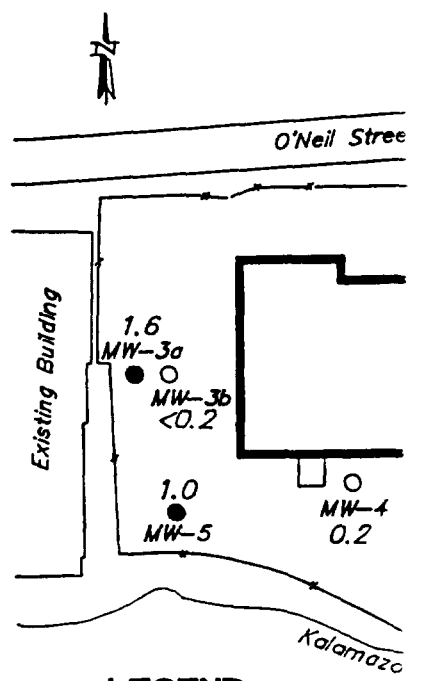 N
O'Neil Stree
Existing Building
1.6
MW-3a
MW-3b
<0.2
1.0
MW-5
MW-4
0.2
Kalamazo
LEGEND